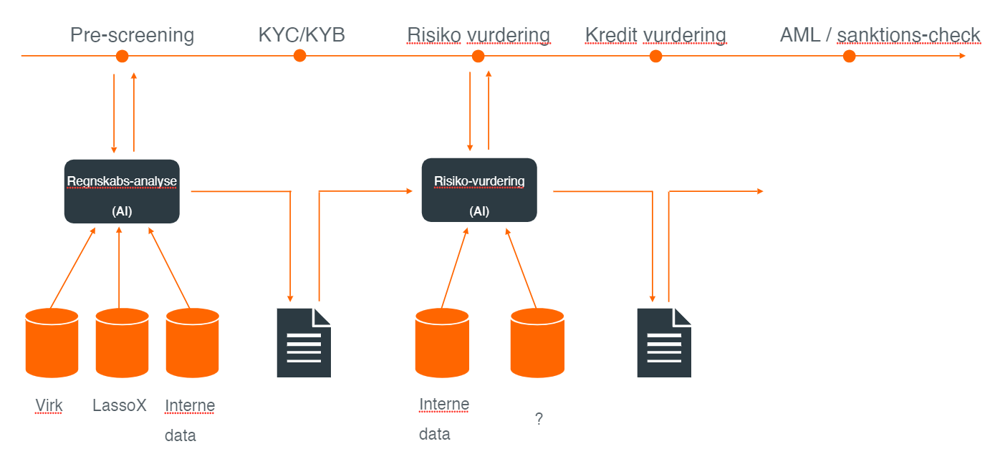 Pre-screening
KYC/KYB
Risiko vurdering
Kredit vurdering
AML / sanktions-check
Regnskabs-analyse
(AI)
Risiko-vurdering
(AI)
Virk
LassoX
Interne
data
Interne
data
?